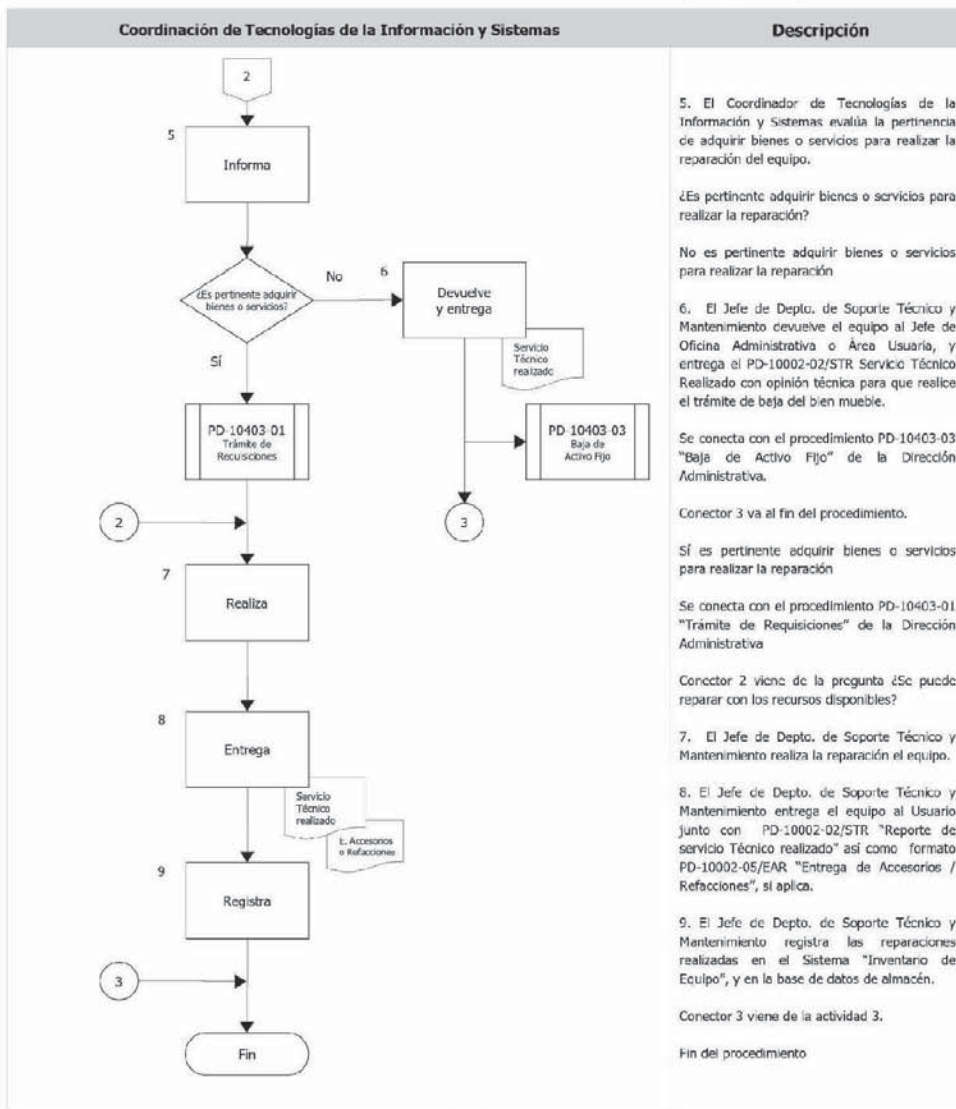 Coordinación de Tecnologías de la Información y Sistemas
Descripción
2
5
Informa
¿Es pertinente adquirir
bienes o servicios?
No
6
Devuelve
y entrega
Servicio
Técnico
realizado
Sí
PD-10403-01
Trámite de
Requisiciones
PD-10403-03
Baja de
Activo Fijo
2
3
7
Realiza
8
Entrega
Servicio
Técnico
realizado
E. Accesorios
o Refacciones
9
Registra
3
Fin
5. El Coordinador de Tecnologías de la
Información y Sistemas evalúa la pertinencia
de adquirir bienes o servicios para realizar la
reparación del equipo.
¿Es pertinente adquirir bienes o servicios para
realizar la reparación?
No es pertinente adquirir bienes o servicios
para realizar la reparación
6. El Jefe de Depto. de Soporte Técnico y
Mantenimiento devuelve el equipo al Jefe de
Oficina Administrativa o Área Usuaria, y
entrega el PD-10002-02/STR Servicio Técnico
Realizado con opinión técnica para que realice
el trámite de baja del bien mueble.
Se conecta con el procedimiento PD-10403-03
"Baja de Activo Fijo" de la Dirección
Administrativa.
Conector 3 va al fin del procedimiento.
Sí es pertinente adquirir bienes o servicios
para realizar la reparación
Se conecta con el procedimiento PD-10403-01
"Trámite de Requisiciones" de la Dirección
Administrativa
Conector 2 viene de la pregunta ¿Se puede
reparar con los recursos disponibles?
7. El Jefe de Depto. de Soporte Técnico y
Mantenimiento realiza la reparación el equipo.
8. El Jefe de Depto. de Soporte Técnico y
Mantenimiento entrega el equipo al Usuario
junto con PD-10002-02/STR "Reporte de
servicio Técnico realizado" así como formato
PD-10002-05/EAR "Entrega de Accesorios /
Refacciones", si aplica.
9. El Jefe de Depto. de Soporte Técnico y
Mantenimiento registra las reparaciones
realizadas en el Sistema "Inventario de
Equipo", y en la base de datos de almacén.
Conector 3 viene de la actividad 3.
Fin del procedimiento